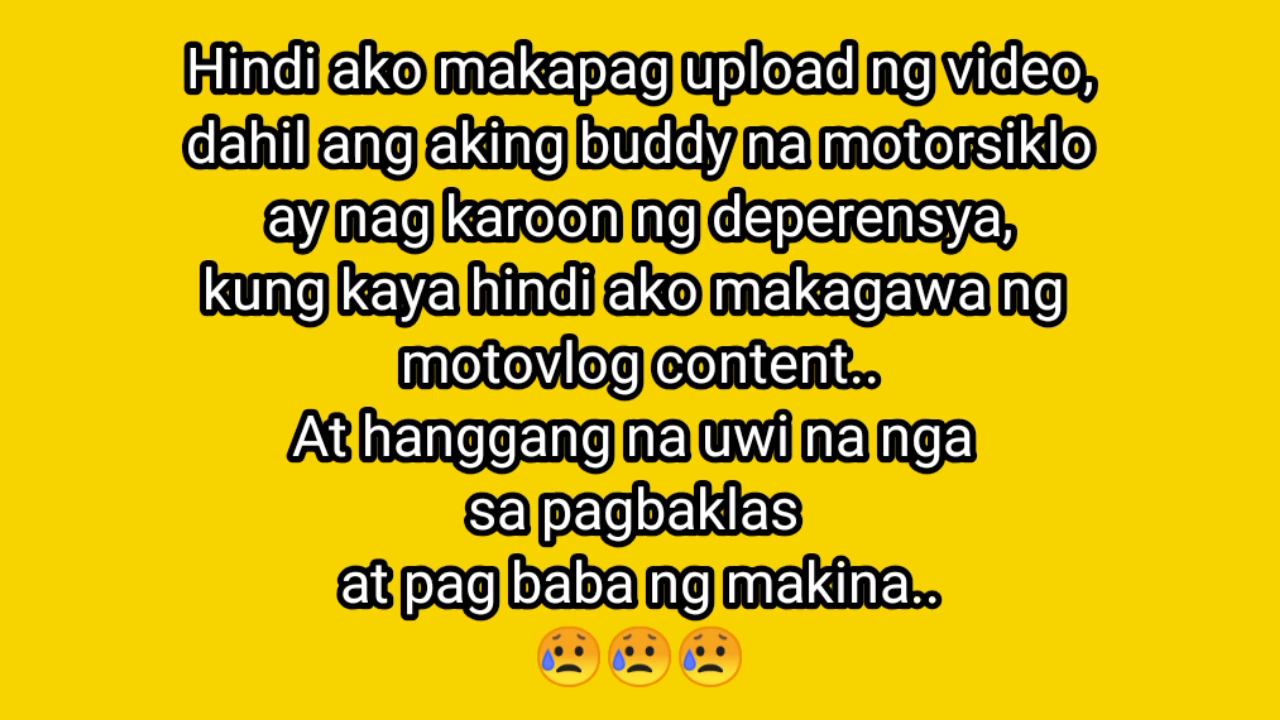 Hindi ako makapag upload ng video,
dahil ang aking buddy na motorsiklo
ay nag karoon ng deperensya,
kung kaya hindi ako makagawa ng
motovlog content..
At hanggang na uwi na nga
sa pagbaklas
at pag baba ng makina..
😥😥😥